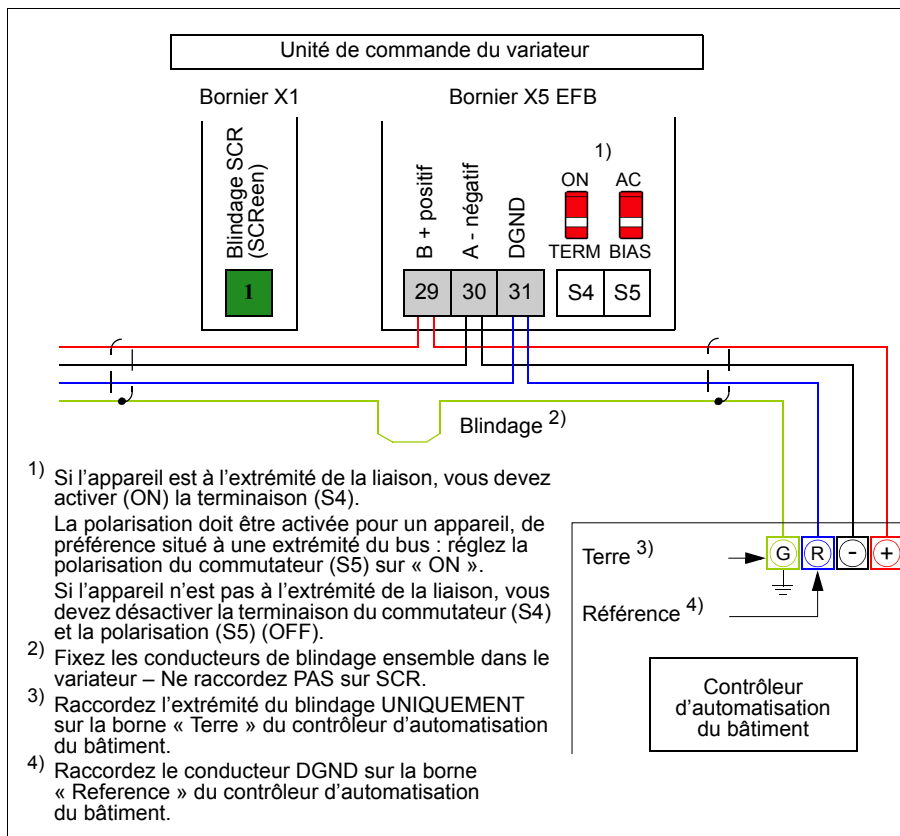 Unité de commande du variateur
Bornier X1
Bornier X5 EFB
Blindage SCR
(SCReen)
1
B + positif
A - négatif
DGND
1)
ON
AC
TERM
BIAS
29
30
31
S4
S5
Blindage 2)
1) Si l'appareil est à l'extrémité de la liaison, vous devez
activer (ON) la terminaison (S4).
La polarisation doit être activée pour un appareil, de
préférence situé à une extrémité du bus : réglez la
polarisation du commutateur (S5) sur « ON ».
Si l'appareil n'est pas à l'extrémité de la liaison, vous
devez désactiver la terminaison du commutateur (S4)
et la polarisation (S5) (OFF).
2) Fixez les conducteurs de blindage ensemble dans le
variateur – Ne raccordez PAS sur SCR.
3) Raccordez l'extrémité du blindage UNIQUEMENT
sur la borne « Terre » du contrôleur d'automatisation
du bâtiment.
4) Raccordez le conducteur DGND sur la borne
« Reference » du contrôleur d'automatisation
du bâtiment.
Terre 3)
G
R
-
+
Référence 4)
Contrôleur
d'automatisation
du bâtiment